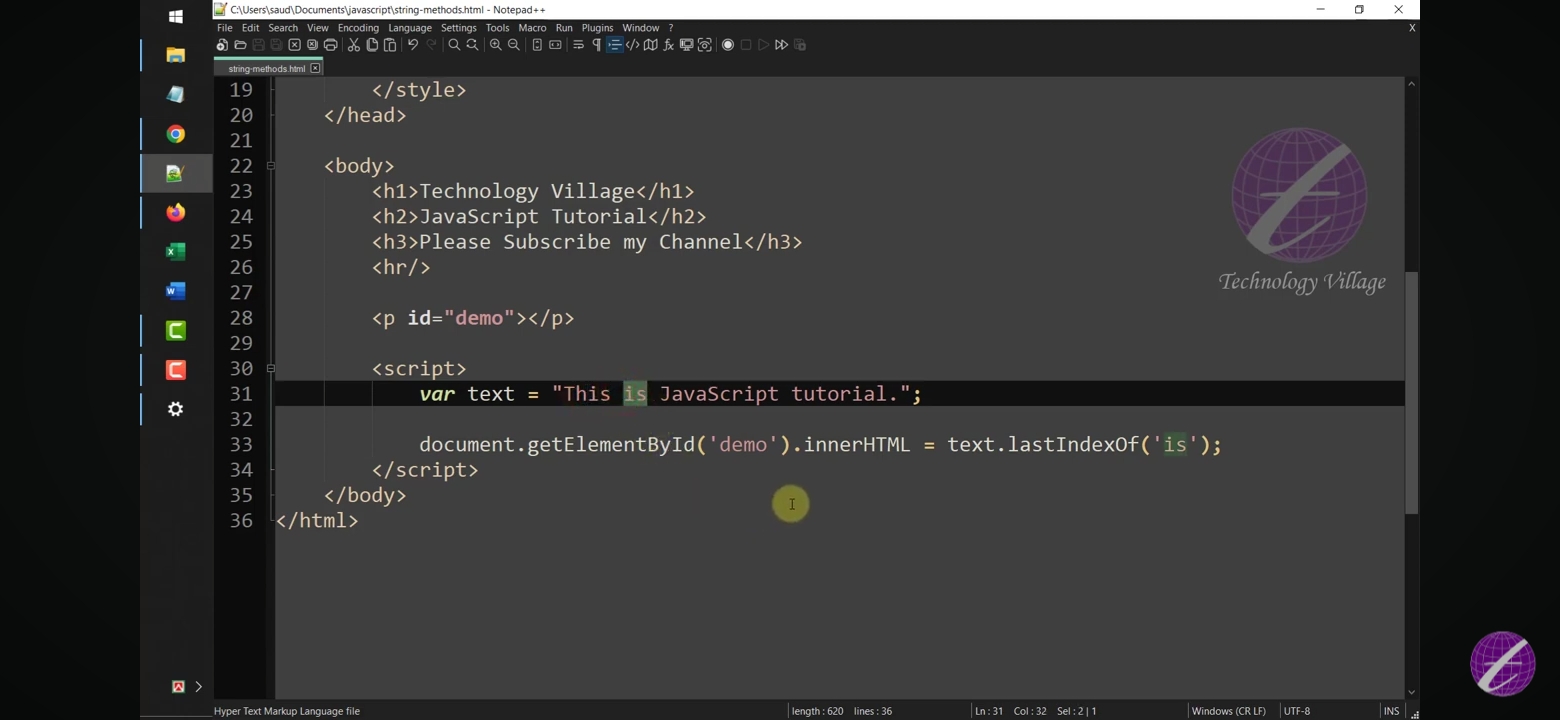 C:\Users\saud\Documents\javascript\string-methods.html - Notepad++
File Edit Search View Encoding Language Settings Tools Macro Run Plugins Window ? X
string-methods.html
19 </style>
20 </head>
21
22 <body>
23 <h1>Technology Village</h1>
24 <h2>JavaScript Tutorial</h2>
25 <h3>Please Subscribe my Channel</h3>
26 <hr/>
27
28 <p id="demo"></p>
29
30 <script>
31 var text = "This is JavaScript tutorial.";
32
33 document.getElementById('demo').innerHTML = text.lastIndexOf('is');
34 </script>
35 </body>
36 </html>
Technology Village
Hyper Text Markup Language file length : 620 lines : 36 Ln : 31 Col : 32 Sel : 2 | 1 Windows (CR LF) UTF-8 INS